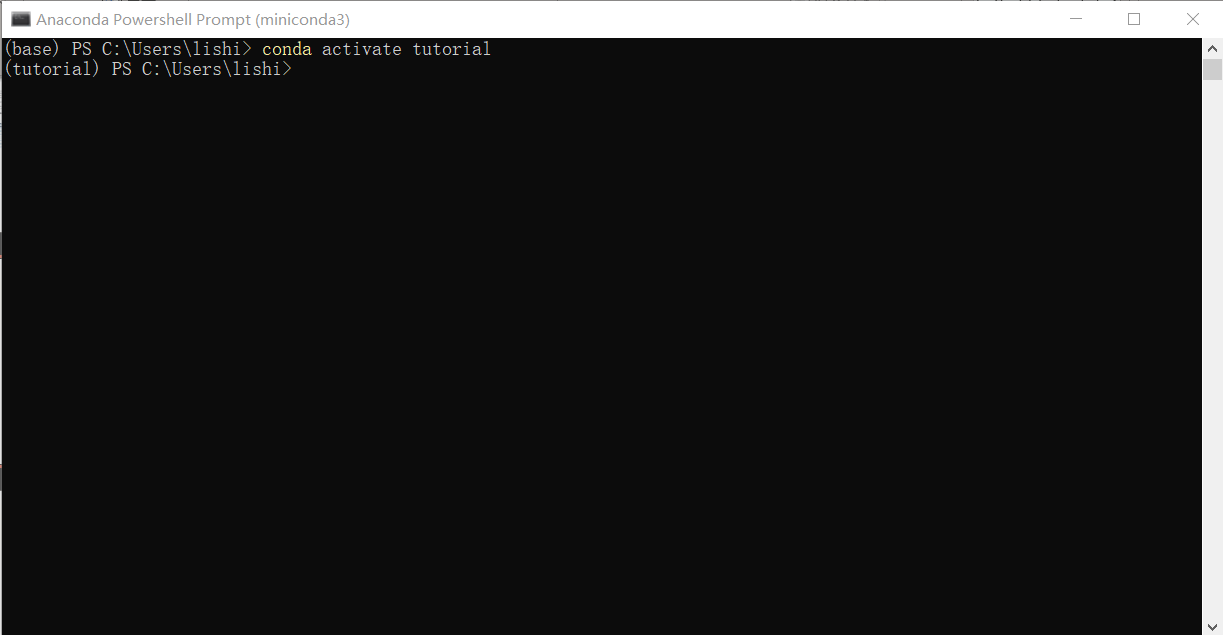 Anaconda Powershell Prompt (miniconda3)
(base) PS C:\Users\lishi> conda activate tutorial
(tutorial) PS C:\Users\lishi>